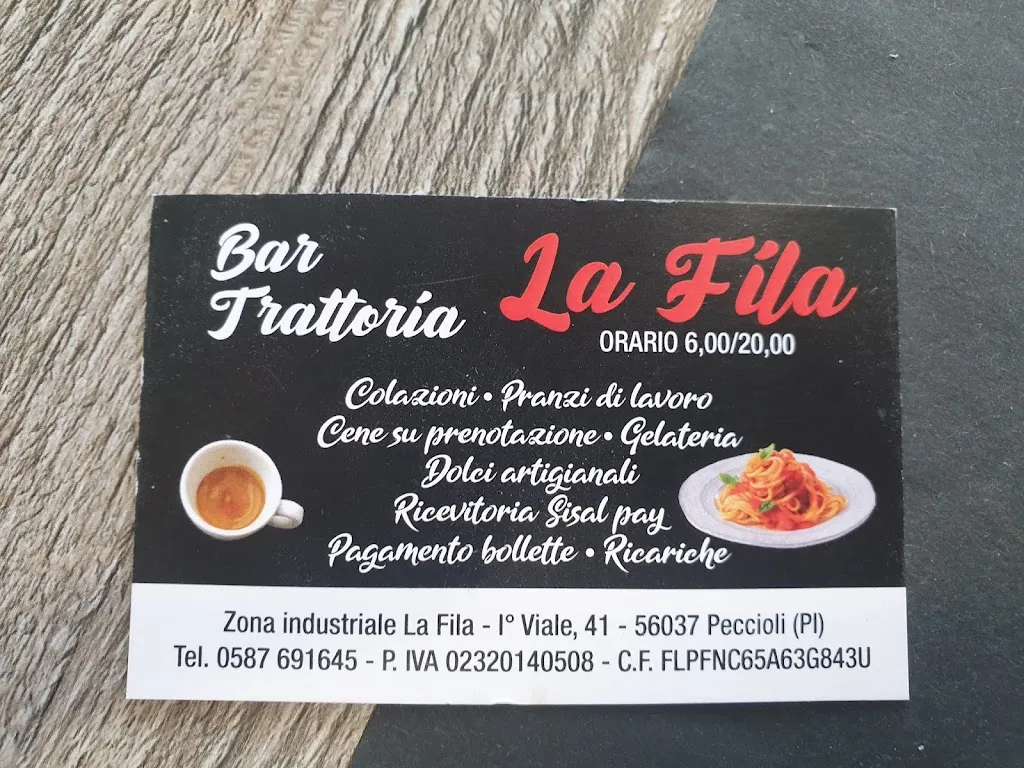 Bar
Trattoria
La Fila
ORARIO 6,00/20,00
Colazioni • Pranzi di lavoro
Cene su prenotazione • Gelateria
Dolci artigianali
Ricevitoria Sisal pay
Pagamento bollette • Ricariche
Zona industriale La Fila - I° Viale, 41 - 56037 Peccioli (PI)
Tel. 0587 691645 - P. IVA 02320140508 - C.F. FLPFNC65A63G843U